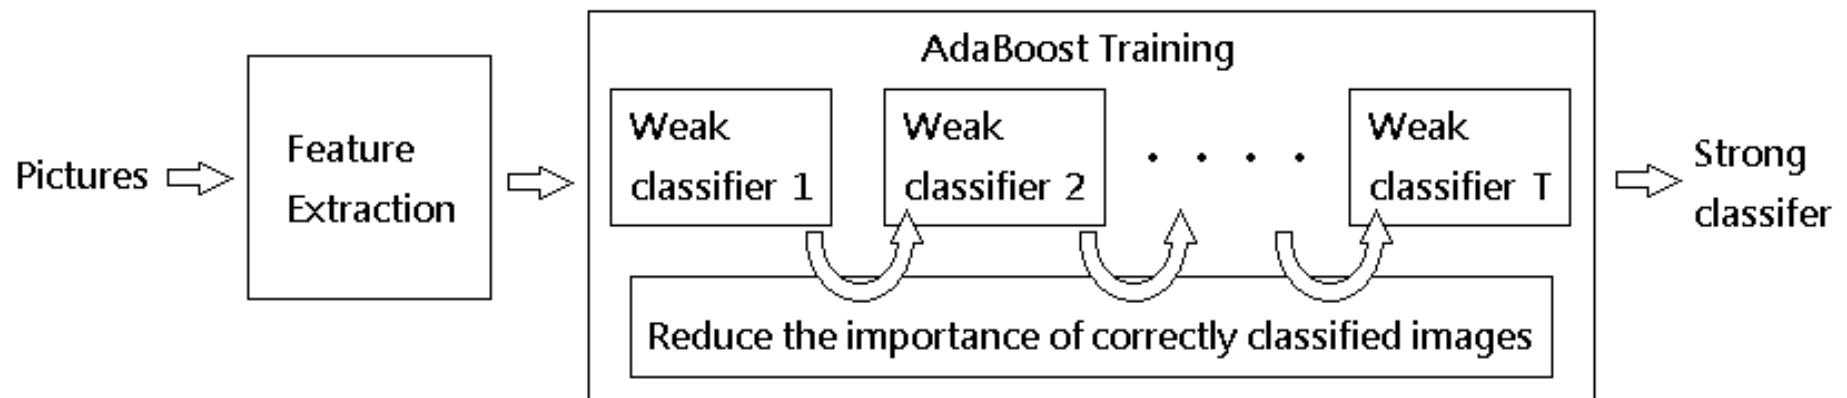 Pictures
Feature
Extraction
AdaBoost Training
Weak
classifier 1
Weak
classifier 2
. . . .
Weak
classifier T
Reduce the importance of correctly classified images
Strong
classifer